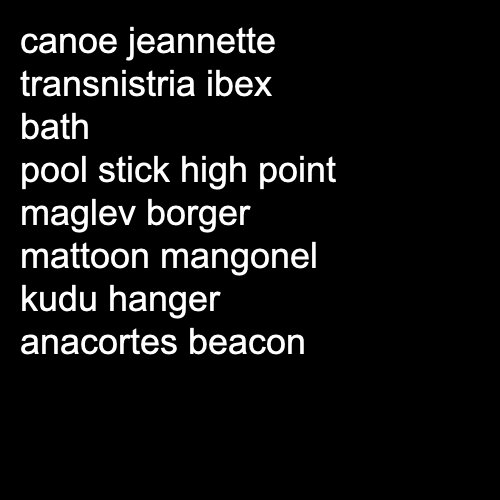 canoe jeannette
transnistria ibex
bath
pool stick high point
maglev borger
mattoon mangonel
kudu hanger
anacortes beacon